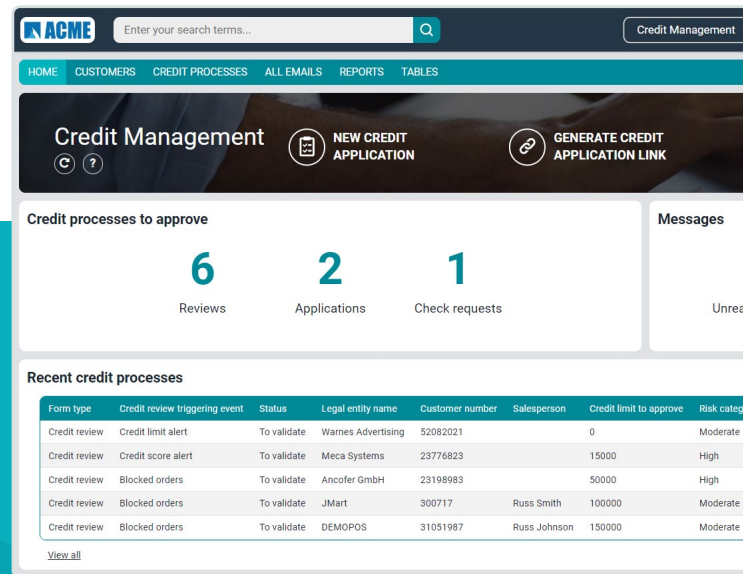 ACME
Enter your search terms...
Credit Management
HOME CUSTOMERS CREDIT PROCESSES ALL EMAILS REPORTS TABLES
Credit Management
?
NEW CREDIT
APPLICATION
GENERATE CREDIT
APPLICATION LINK
Credit processes to approve
6 2 1
Reviews Applications Check requests
Messages
Unrea
Recent credit processes
Form type Credit review triggering event Status Legal entity name Customer number Salesperson Credit limit to approve Risk categ
Credit review Credit limit alert To validate Warnes Advertising 52082021 0 Moderate
Credit review Credit score alert To validate Meca Systems 23776823 15000 High
Credit review Blocked orders To validate Ancofer GmbH 23198983 50000 High
Credit review Blocked orders To validate JMart 300717 Russ Smith 100000 Moderate
Credit review Blocked orders To validate DEMOPOS 31051987 Russ Johnson 150000 Moderate
View all